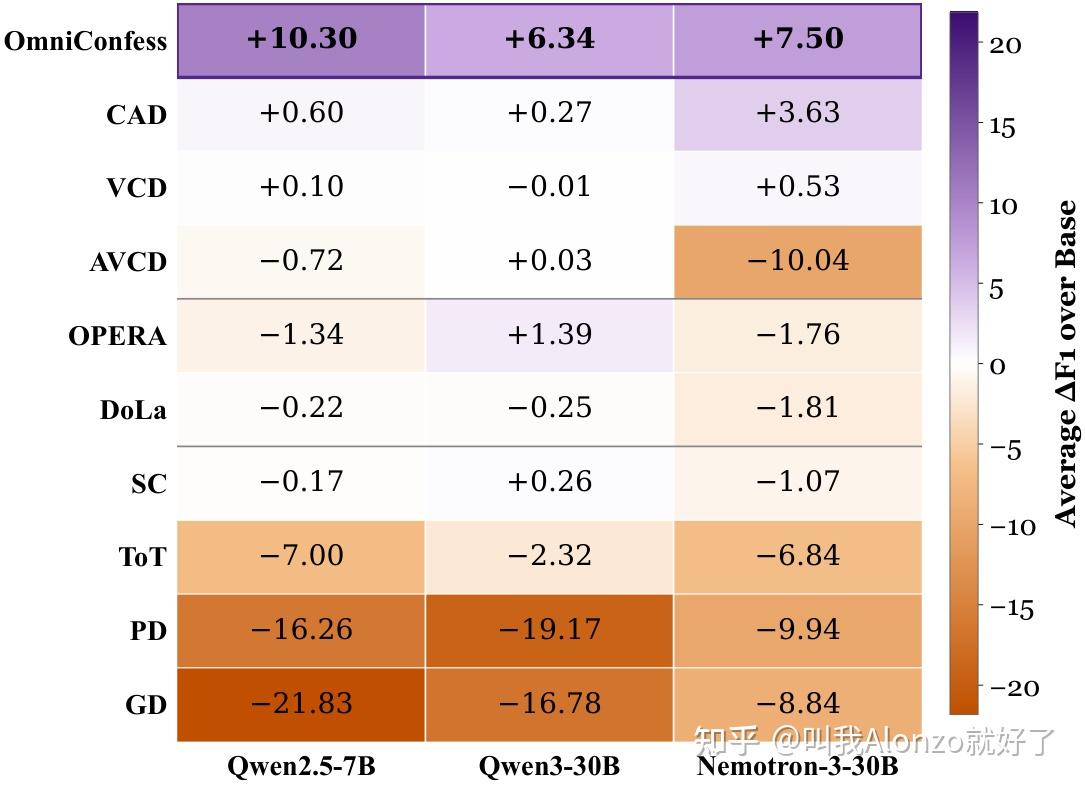 OmniConfess +10.30 +6.34 +7.50
CAD +0.60 +0.27 +3.63
VCD +0.10 −0.01 +0.53
AVCD −0.72 +0.03 −10.04
OPERA −1.34 +1.39 −1.76
DoLa −0.22 −0.25 −1.81
SC −0.17 +0.26 −1.07
ToT −7.00 −2.32 −6.84
PD −16.26 −19.17 −9.94
GD −21.83 −16.78 −8.84
Qwen2.5-7B Qwen3-30B Nemotron-3-30B
20
15
10
5
0
−5
−10
−15
−20
Average ΔF1 over Base
知乎 @叫我Alonzo就好了